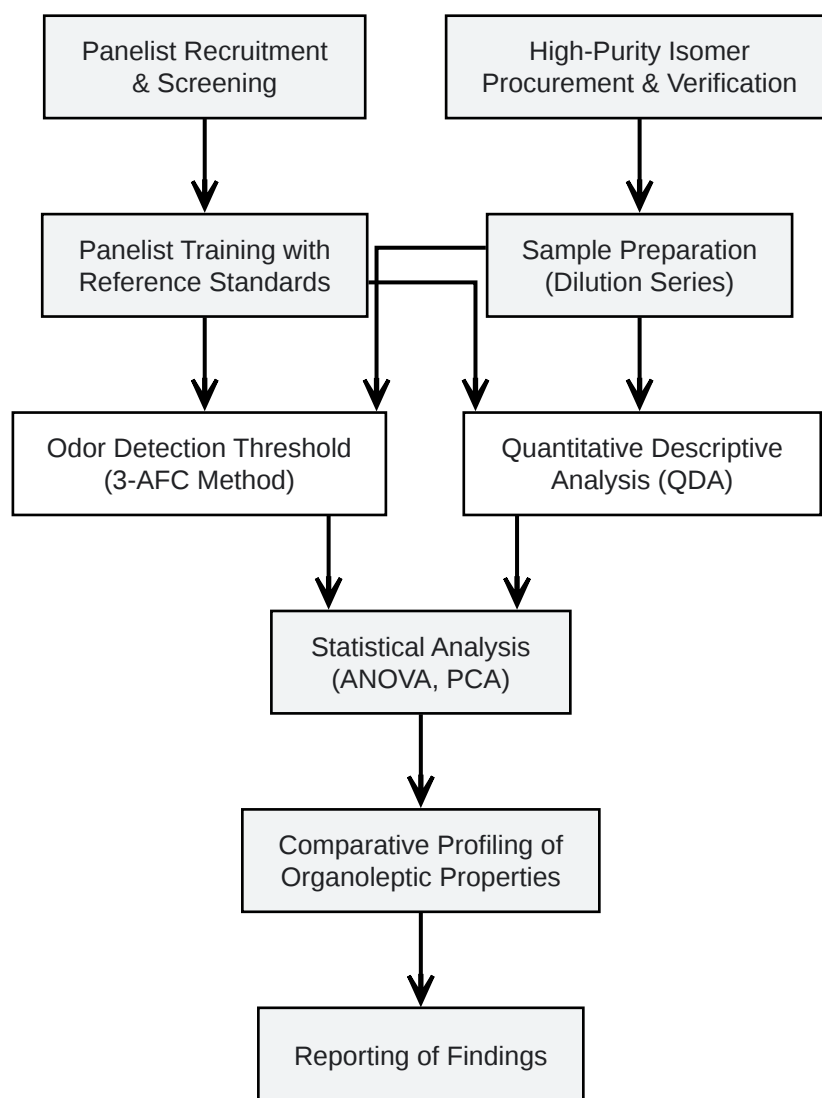 Panelist Recruitment
& Screening
High-Purity Isomer
Procurement & Verification
Panelist Training with
Reference Standards
Sample Preparation
(Dilution Series)
Odor Detection Threshold
(3-AFC Method)
Quantitative Descriptive
Analysis (QDA)
Statistical Analysis
(ANOVA, PCA)
Comparative Profiling of
Organoleptic Properties
Reporting of Findings